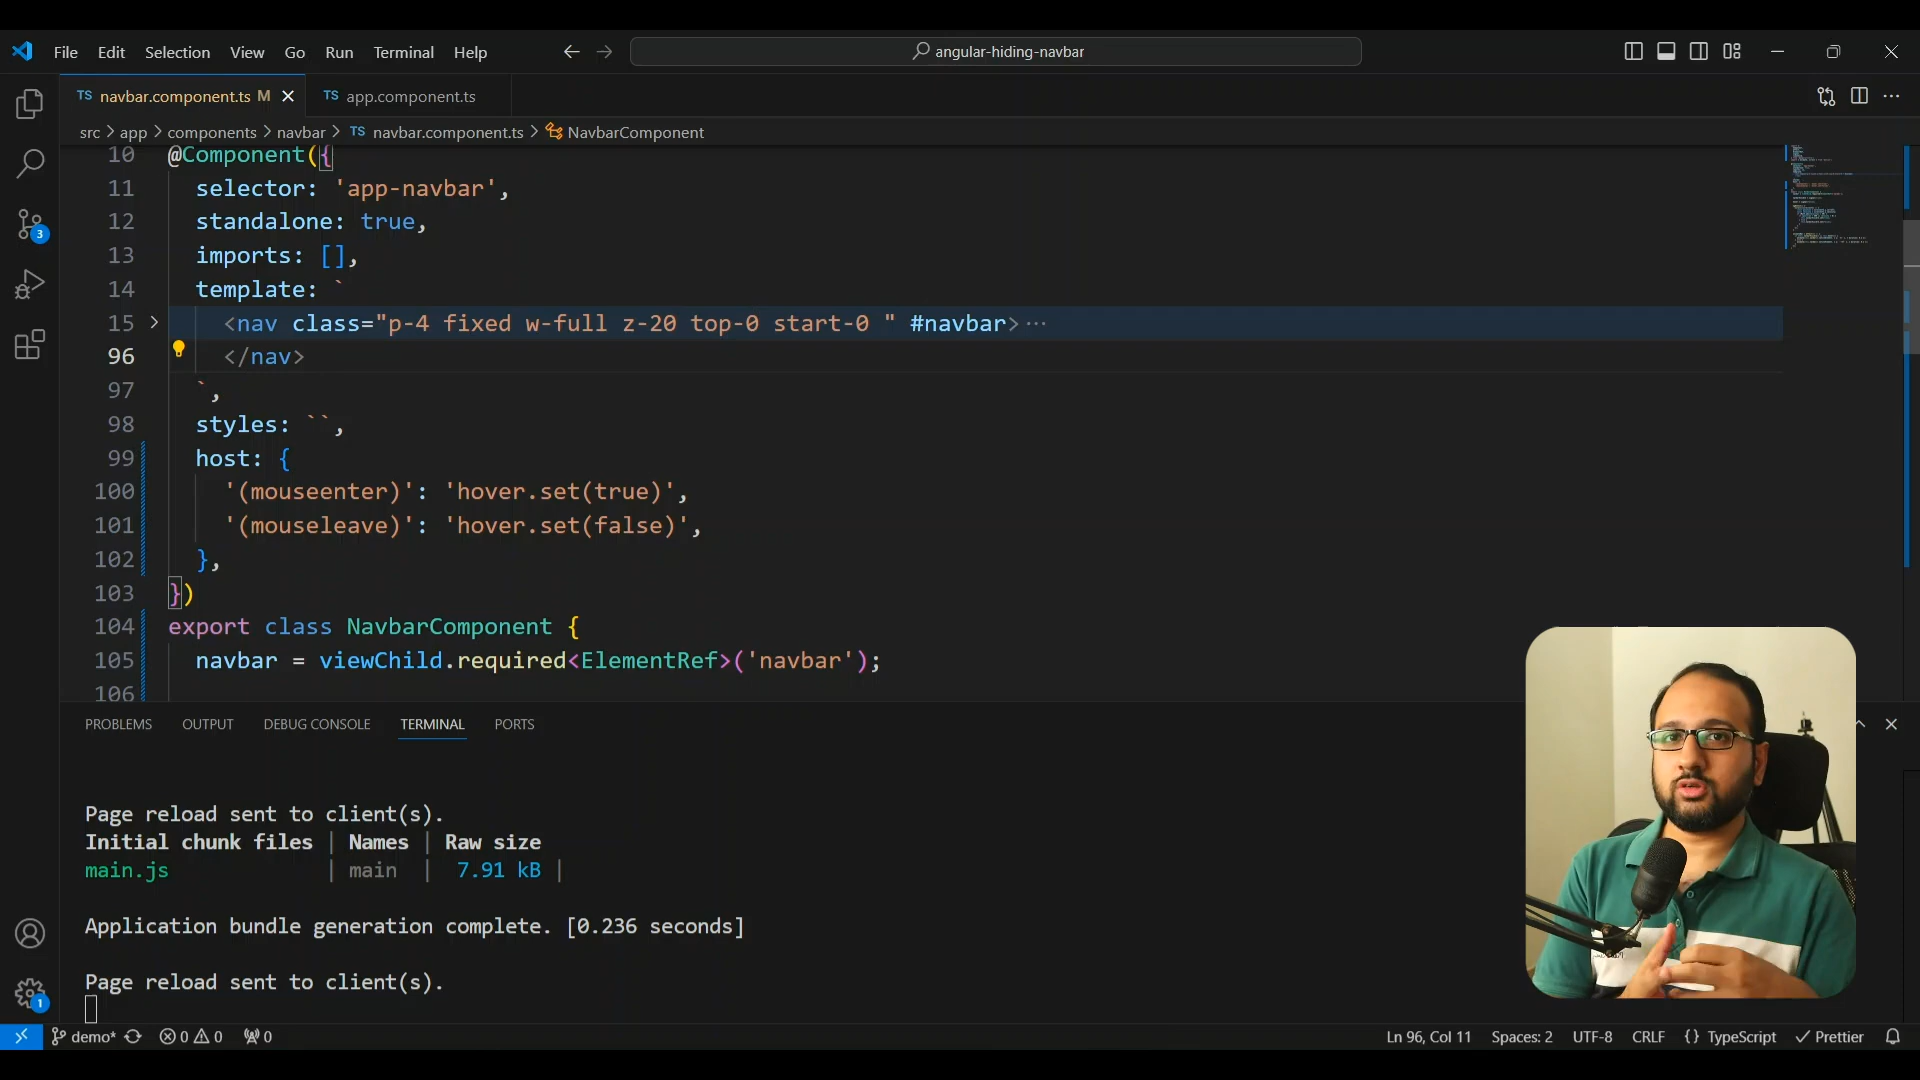 File Edit Selection View Go Run Terminal Help
angular-hiding-navbar
TS navbar.component.ts M
TS app.component.ts
src > app > components > navbar > TS navbar.component.ts > NavbarComponent
10 @Component({
11 selector: 'app-navbar',
12 standalone: true,
13 imports: [],
14 template: `
15 <nav class="p-4 fixed w-full z-20 top-0 start-0 " #navbar>···
96 </nav>
97 `,
98 styles: ``,
99 host: {
100 '(mouseenter)': 'hover.set(true)',
101 '(mouseleave)': 'hover.set(false)',
102 },
103 })
104 export class NavbarComponent {
105 navbar = viewChild.required<ElementRef>('navbar');
106
PROBLEMS OUTPUT DEBUG CONSOLE TERMINAL PORTS
Page reload sent to client(s).
Initial chunk files | Names | Raw size
main.js | main | 7.91 kB |
Application bundle generation complete. [0.236 seconds]
Page reload sent to client(s).
3
1
demo* 0 0 0
Ln 96, Col 11 Spaces: 2 UTF-8 CRLF {} TypeScript Prettier